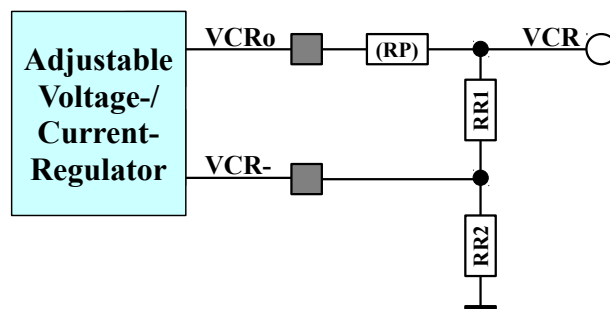 VCRo
(RP)
VCR
Adjustable
Voltage-/
Current-
Regulator
RR1
VCR-
RR2